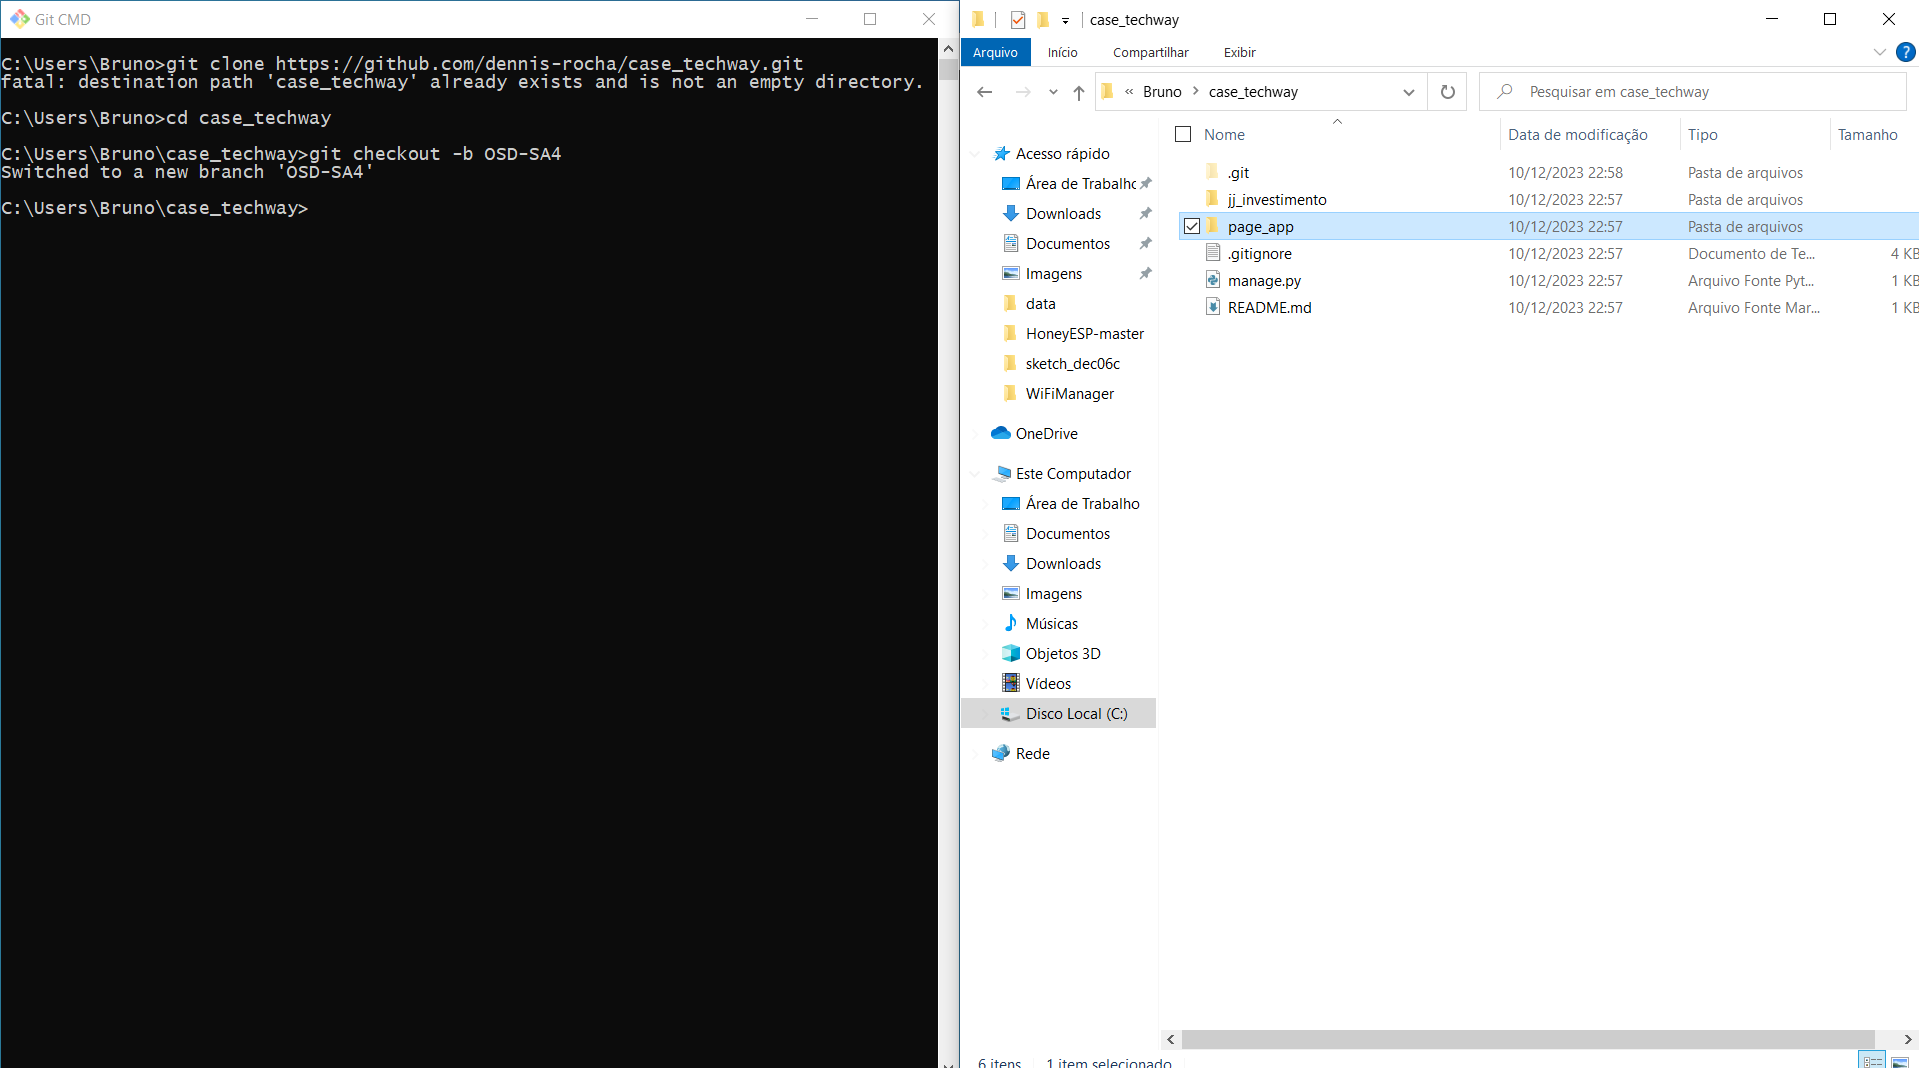 Git CMD
C:\Users\Bruno>git clone https://github.com/dennis-rocha/case_techway.git
fatal: destination path 'case_techway' already exists and is not an empty directory.
C:\Users\Bruno>cd case_techway
C:\Users\Bruno\case_techway>git checkout -b OSD-SA4
Switched to a new branch 'OSD-SA4'
C:\Users\Bruno\case_techway>
case_techway
Arquivo Início Compartilhar Exibir
« Bruno > case_techway
Pesquisar em case_techway
Acesso rápido
Área de Trabalho
Downloads
Documentos
Imagens
data
HoneyESP-master
sketch_dec06c
WiFiManager
OneDrive
Este Computador
Área de Trabalho
Documentos
Downloads
Imagens
Músicas
Objetos 3D
Vídeos
Disco Local (C:)
Rede
Nome Data de modificação Tipo Tamanho
.git 10/12/2023 22:58 Pasta de arquivos
jj_investimento 10/12/2023 22:57 Pasta de arquivos
page_app 10/12/2023 22:57 Pasta de arquivos
.gitignore 10/12/2023 22:57 Documento de Te... 4 KB
manage.py 10/12/2023 22:57 Arquivo Fonte Pyt... 1 KB
README.md 10/12/2023 22:57 Arquivo Fonte Mar... 1 KB
6 itens 1 item selecionado